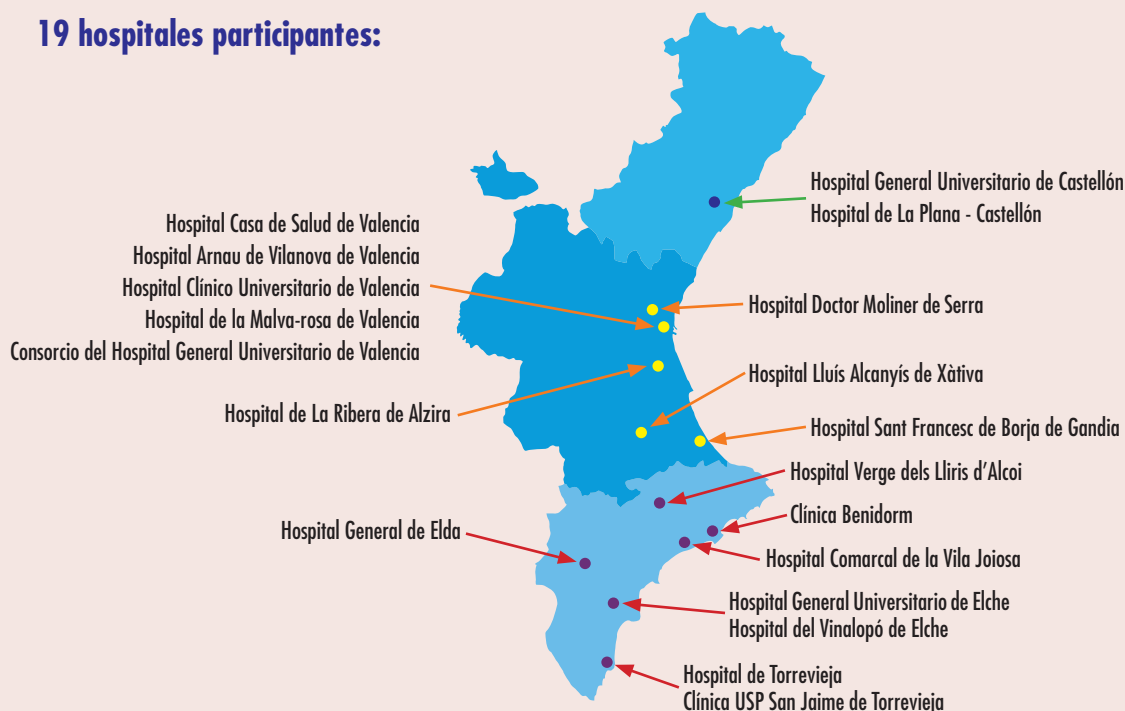 19 hospitales participantes:
Hospital General Universitario de Castellón
Hospital de La Plana - Castellón
Hospital Casa de Salud de Valencia
Hospital Arnau de Vilanova de Valencia
Hospital Clínico Universitario de Valencia
Hospital de la Malva-rosa de Valencia
Consorcio del Hospital General Universitario de Valencia
Hospital Doctor Moliner de Serra
Hospital Lluís Alcanyís de Xàtiva
Hospital de La Ribera de Alzira
Hospital Sant Francesc de Borja de Gandia
Hospital Verge dels Lliris d'Alcoi
Clínica Benidorm
Hospital General de Elda
Hospital Comarcal de la Vila Joiosa
Hospital General Universitario de Elche
Hospital del Vinalopó de Elche
Hospital de Torrevieja
Clínica USP San Jaime de Torrevieja